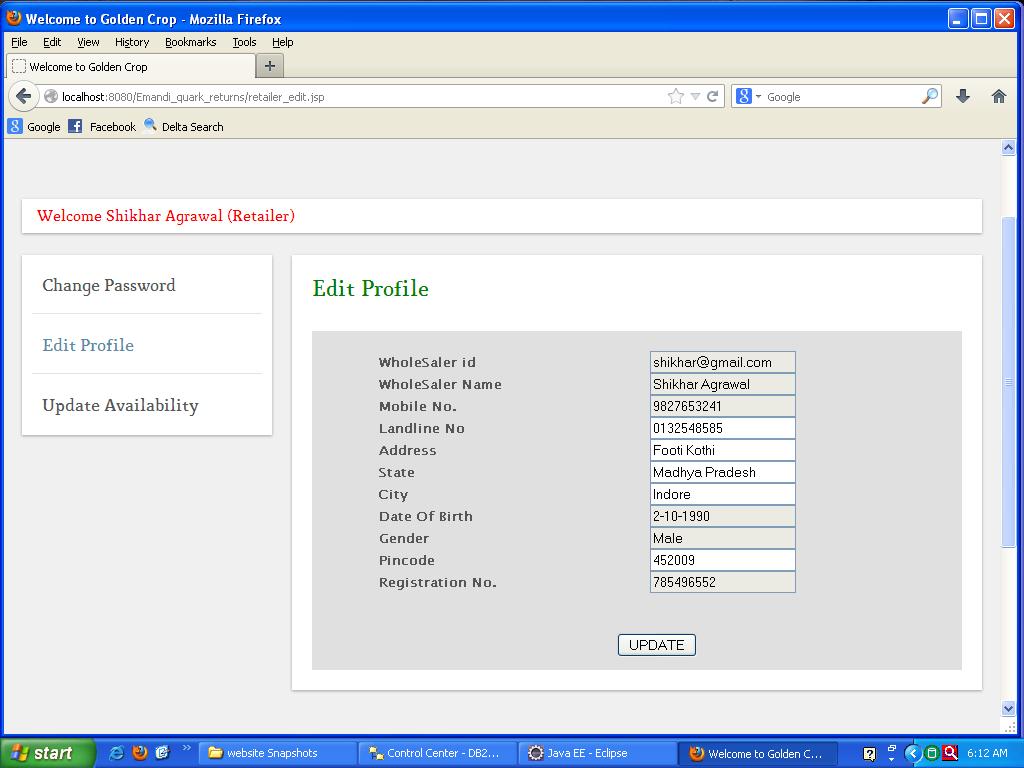 Welcome to Golden Crop - Mozilla Firefox
File Edit View History Bookmarks Tools Help
Welcome to Golden Crop +
localhost:8080/Emandi_quark_returns/retailer_edit.jsp Google
Google Facebook Delta Search
Welcome Shikhar Agrawal (Retailer)
Change Password
Edit Profile
Update Availability
Edit Profile
WholeSaler id shikhar@gmail.com
WholeSaler Name Shikhar Agrawal
Mobile No. 9827653241
Landline No 0132548585
Address Footi Kothi
State Madhya Pradesh
City Indore
Date Of Birth 2-10-1990
Gender Male
Pincode 452009
Registration No. 785496552
UPDATE
start website Snapshots Control Center - DB2... Java EE - Eclipse Welcome to Golden C... 6:12 AM